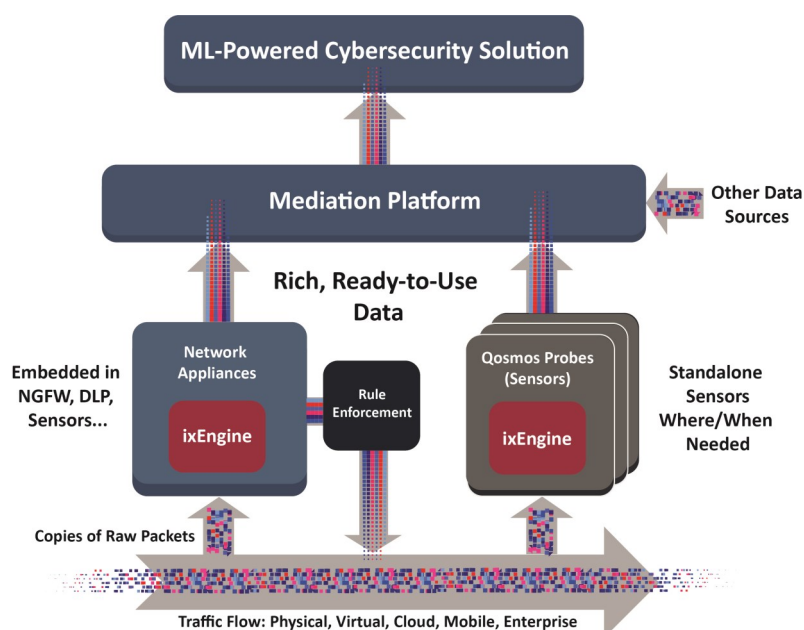 ML-Powered Cybersecurity Solution
Mediation Platform
Other Data
Sources
Rich, Ready-to-Use
Data
Embedded in
NGFW, DLP,
Sensors...
Network
Appliances
ixEngine
Rule
Enforcement
Qosmos Probes
(Sensors)
ixEngine
Standalone
Sensors
Where/When
Needed
Copies of Raw Packets
Traffic Flow: Physical, Virtual, Cloud, Mobile, Enterprise